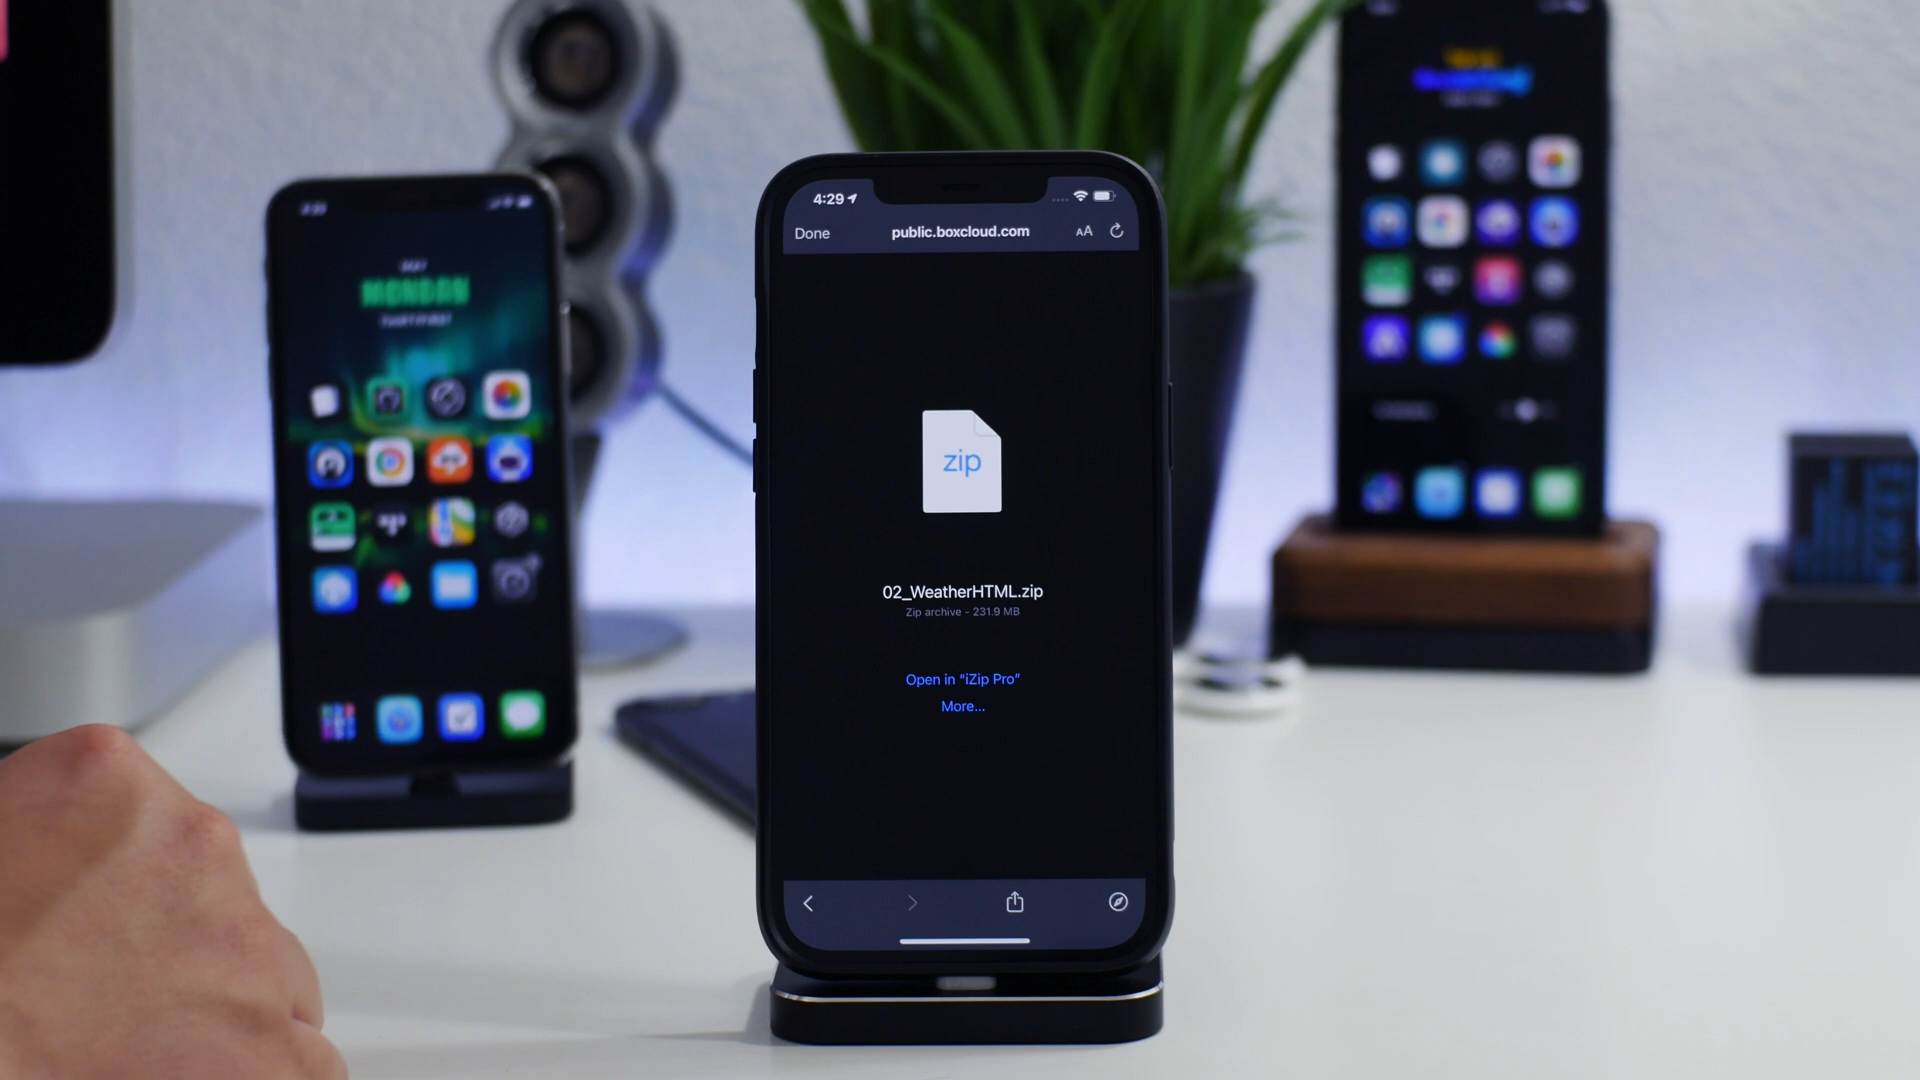 MONDAY
4:29
Done
public.boxcloud.com
AA
zip
02_WeatherHTML.zip
Zip archive - 231.9 MB
Open in “iZip Pro”
More...